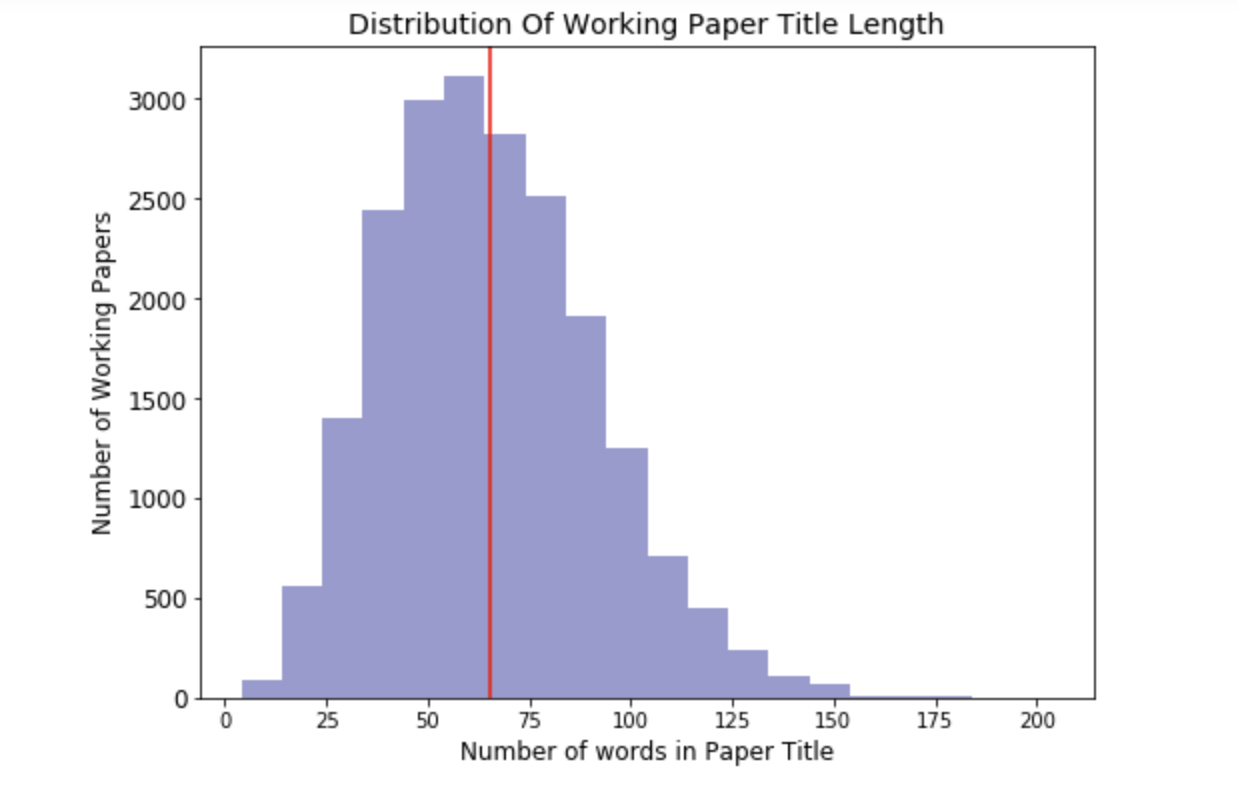 Distribution Of Working Paper Title Length
3000
2500
2000
1500
1000
500
0
Number of Working Papers
0 25 50 75 100 125 150 175 200
Number of words in Paper Title